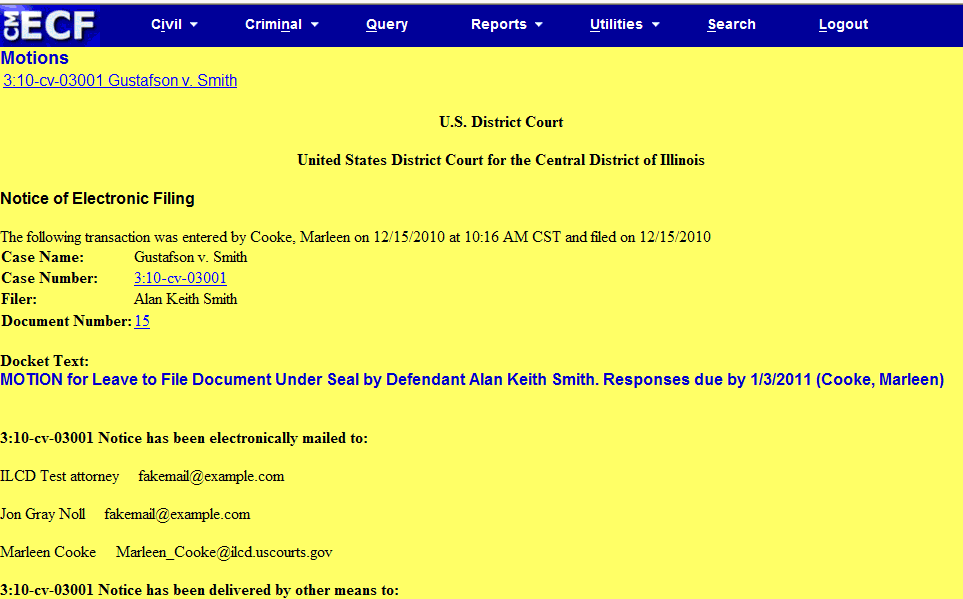 CM ECF Civil Criminal Query Reports Utilities Search Logout
Motions
3:10-cv-03001 Gustafson v. Smith
U.S. District Court
United States District Court for the Central District of Illinois
Notice of Electronic Filing
The following transaction was entered by Cooke, Marleen on 12/15/2010 at 10:16 AM CST and filed on 12/15/2010
Case Name: Gustafson v. Smith
Case Number: 3:10-cv-03001
Filer: Alan Keith Smith
Document Number: 15
Docket Text:
MOTION for Leave to File Document Under Seal by Defendant Alan Keith Smith. Responses due by 1/3/2011 (Cooke, Marleen)
3:10-cv-03001 Notice has been electronically mailed to:
ILCD Test attorney fakemail@example.com
Jon Gray Noll fakemail@example.com
Marleen Cooke Marleen_Cooke@ilcd.uscourts.gov
3:10-cv-03001 Notice has been delivered by other means to: